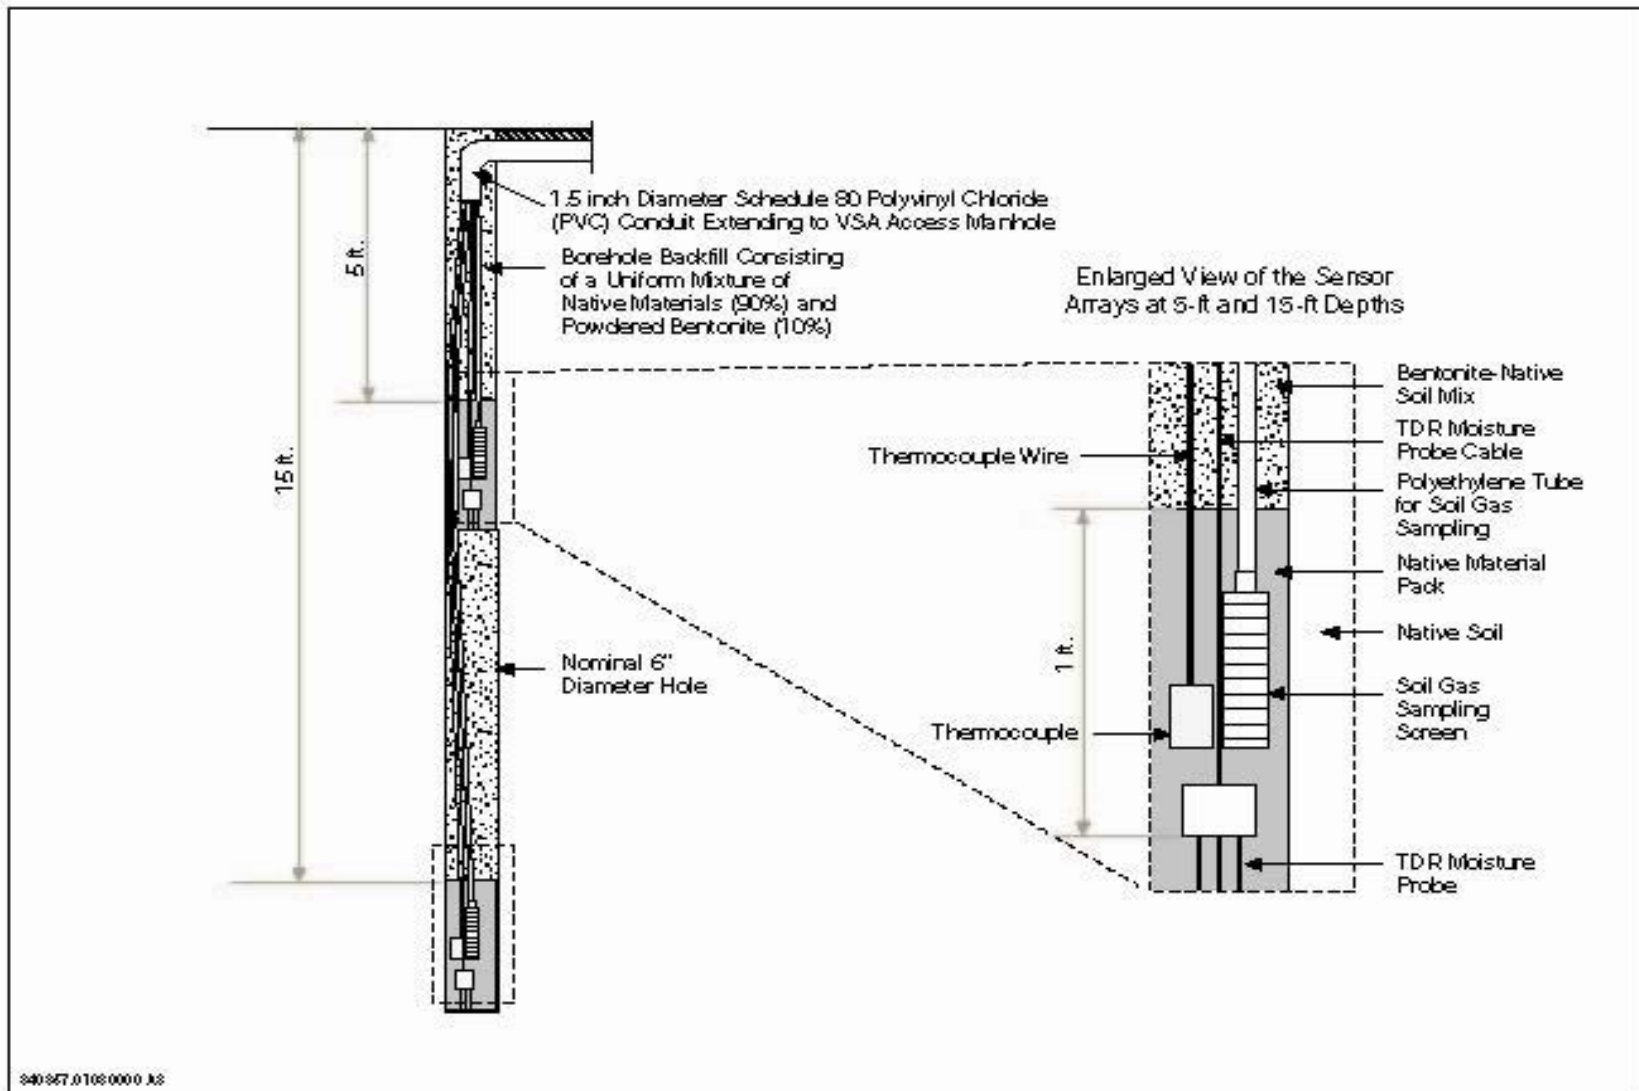 1.5 inch Diameter Schedule 80 Polyvinyl Chloride
(PVC) Conduit Extending to VSA Access Manhole
5 ft.
Borehole Backfill Consisting
of a Uniform Mixture of
Native Materials (90%) and
Powdered Bentonite (10%)
Enlarged View of the Sensor
Arrays at 5-ft and 15-ft Depths
15 ft.
Bentonite-Native
Soil Mix
TDR Moisture
Probe Cable
Thermocouple Wire
Polyethylene Tube
for Soil Gas
Sampling
Native Material
Pack
Native Soil
1 ft.
Nominal 6"
Diameter Hole
Soil Gas
Sampling
Screen
Thermocouple
TDR Moisture
Probe